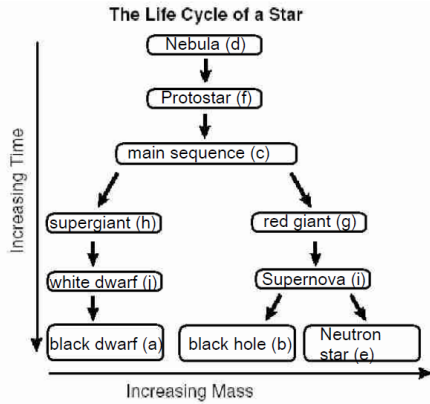 The Life Cycle of a Star
Nebula (d)
Protostar (f)
main sequence (c)
Increasing Time
supergiant (h)
red giant (g)
white dwarf (j)
Supernova (i)
black dwarf (a)
black hole (b)
Neutron
star (e)
Increasing Mass